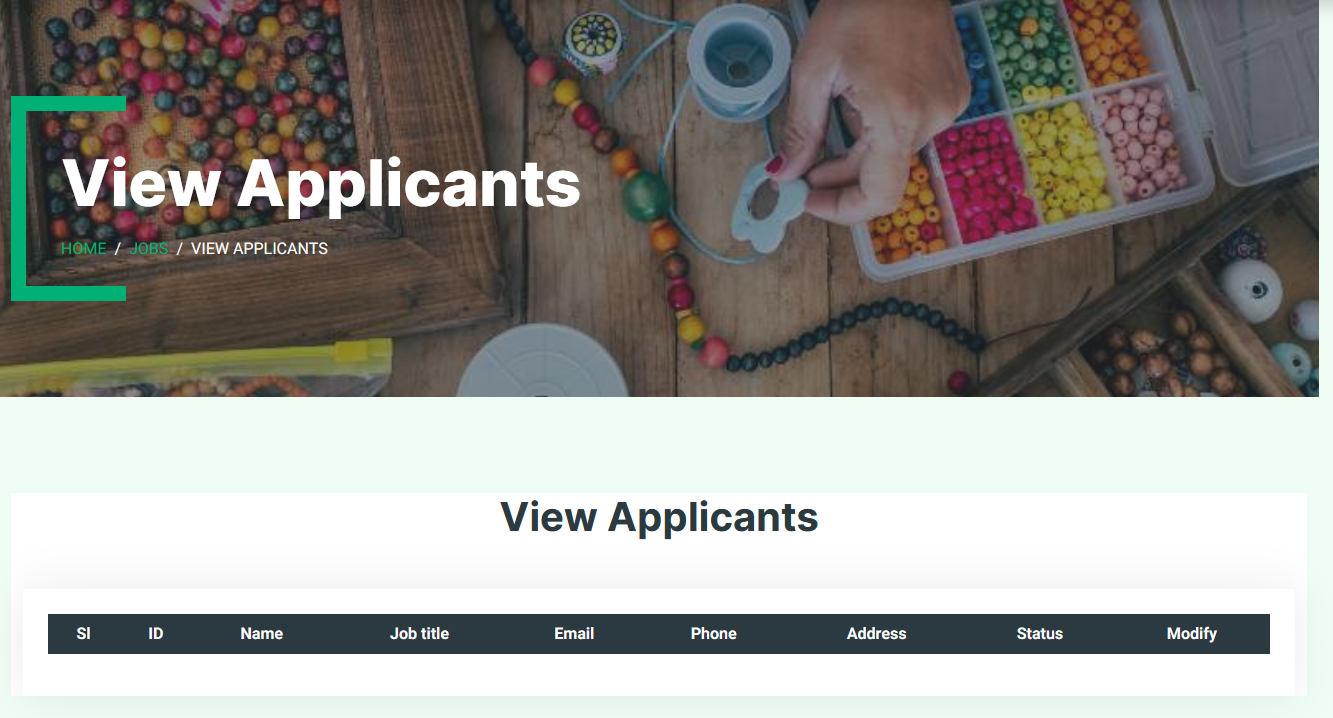 View Applicants
HOME / JOBS / VIEW APPLICANTS
View Applicants
Sl ID Name Job title Email Phone Address Status Modify